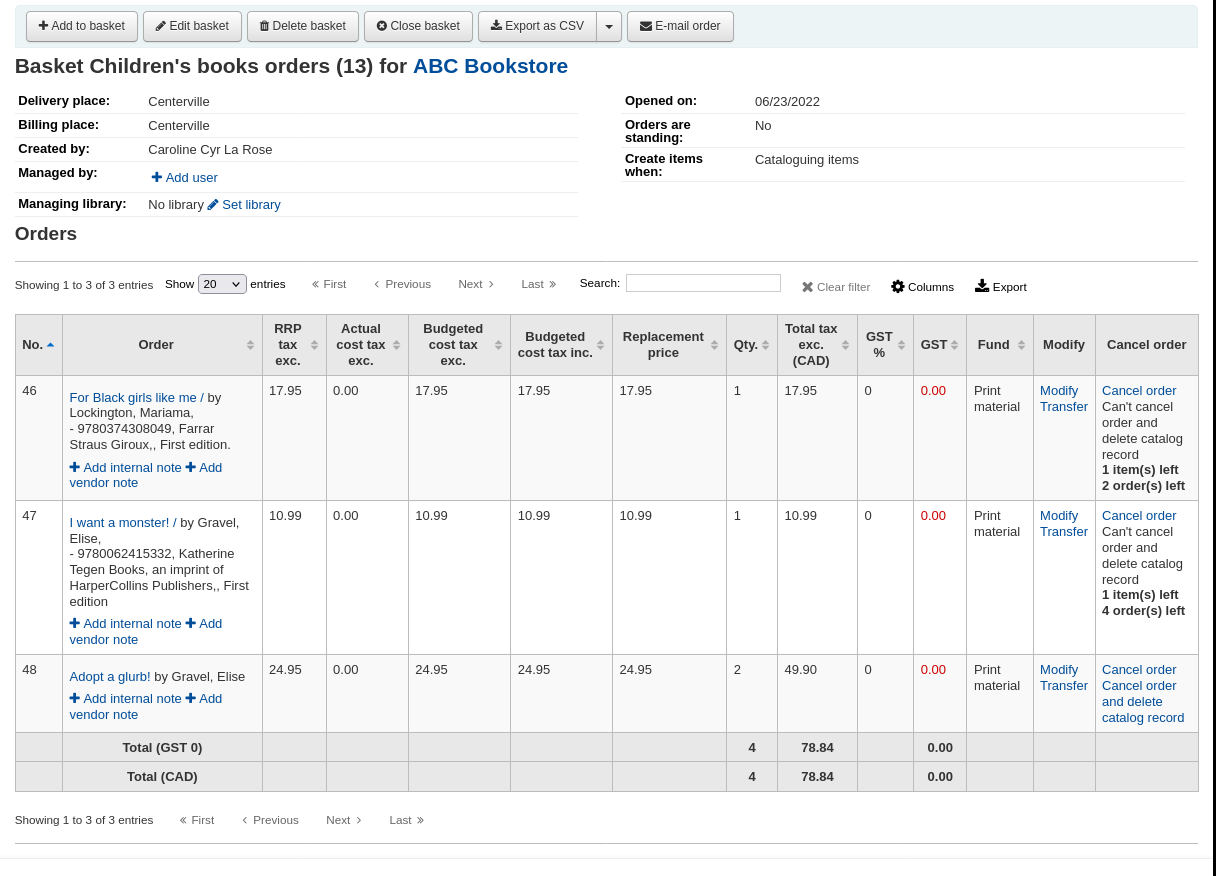 Add to basket Edit basket Delete basket Close basket Export as CSV E-mail order
Basket Children's books orders (13) for ABC Bookstore
Delivery place: Centerville
Billing place: Centerville
Created by: Caroline Cyr La Rose
Managed by: Add user
Managing library: No library Set library
Opened on: 06/23/2022
Orders are standing: No
Create items when: Cataloguing items
Orders
Showing 1 to 3 of 3 entries Show 20 entries « First ‹ Previous Next › Last » Search: Clear filter Columns Export
No. Order RRP tax exc. Actual cost tax exc. Budgeted cost tax exc. Budgeted cost tax inc. Replacement price Qty. Total tax exc. (CAD) GST % GST Fund Modify Cancel order
46
For Black girls like me / by
Lockington, Mariama,
- 9780374308049, Farrar
Straus Giroux,, First edition.
Add internal note Add
vendor note
17.95 0.00 17.95 17.95 17.95 1 17.95 0 0.00
Print
material
Modify
Transfer
Cancel order
Can't cancel
order and
delete catalog
record
1 item(s) left
2 order(s) left
47
I want a monster! / by Gravel,
Elise,
- 9780062415332, Katherine
Tegen Books, an imprint of
HarperCollins Publishers,, First
edition
Add internal note Add
vendor note
10.99 0.00 10.99 10.99 10.99 1 10.99 0 0.00
Print
material
Modify
Transfer
Cancel order
Can't cancel
order and
delete catalog
record
1 item(s) left
4 order(s) left
48
Adopt a glurb! by Gravel, Elise
Add internal note Add
vendor note
24.95 0.00 24.95 24.95 24.95 2 49.90 0 0.00
Print
material
Modify
Transfer
Cancel order
Cancel order
and delete
catalog record
Total (GST 0) 4 78.84 0.00
Total (CAD) 4 78.84 0.00
Showing 1 to 3 of 3 entries « First ‹ Previous Next › Last »